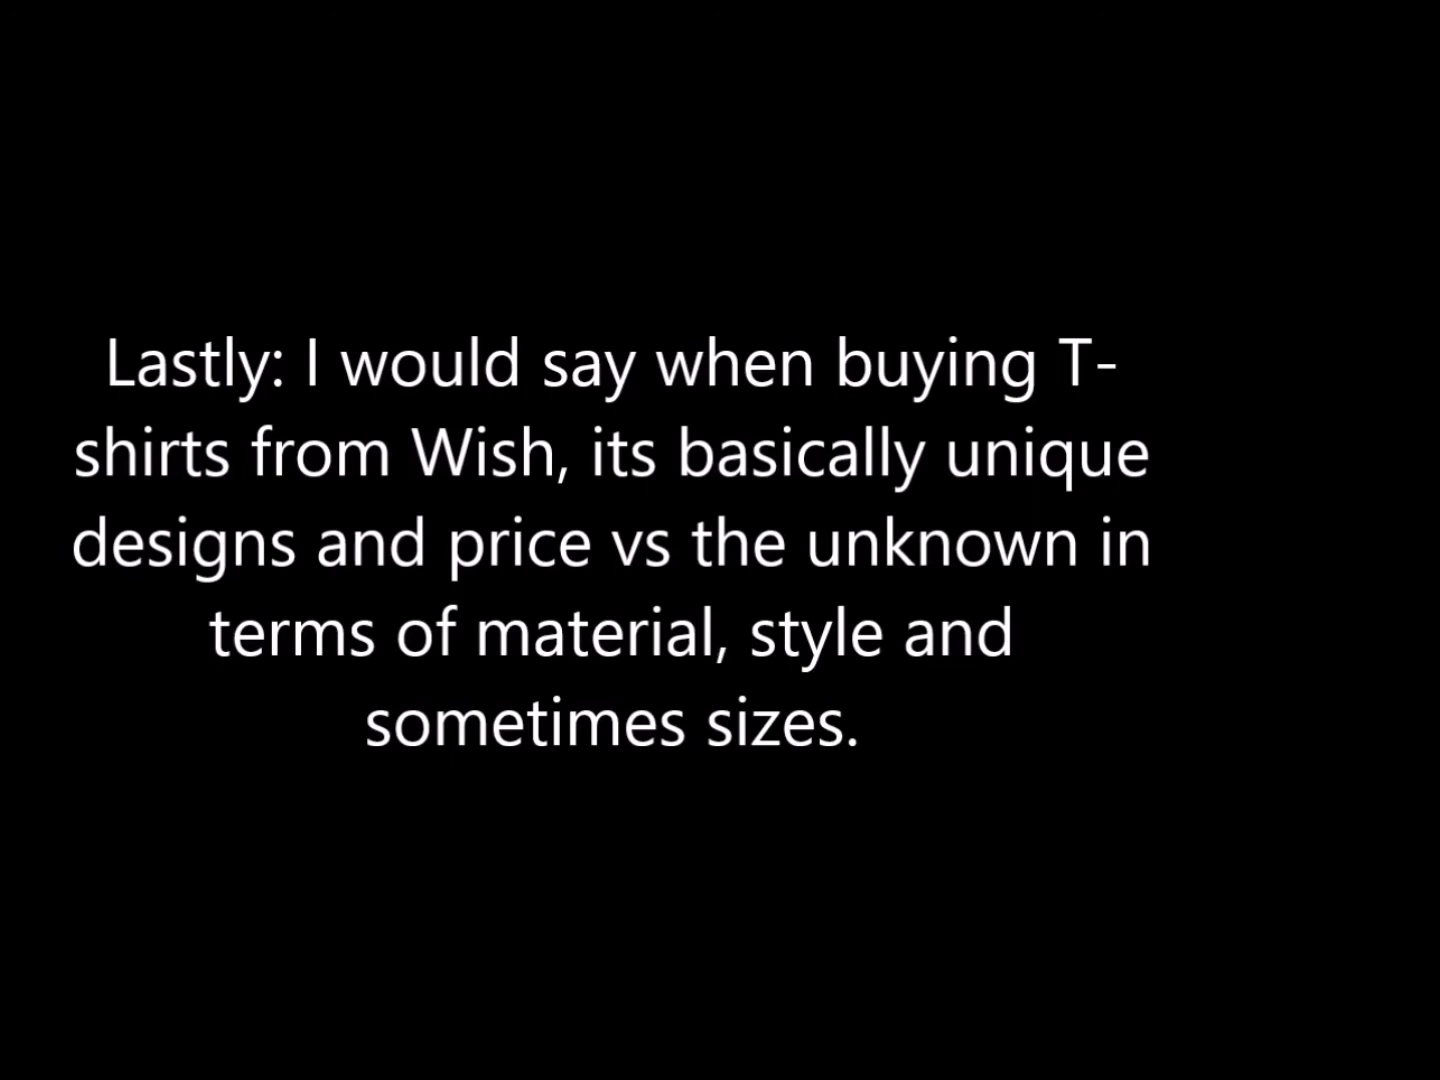 Lastly: I would say when buying T-
shirts from Wish, its basically unique
designs and price vs the unknown in
terms of material, style and
sometimes sizes.